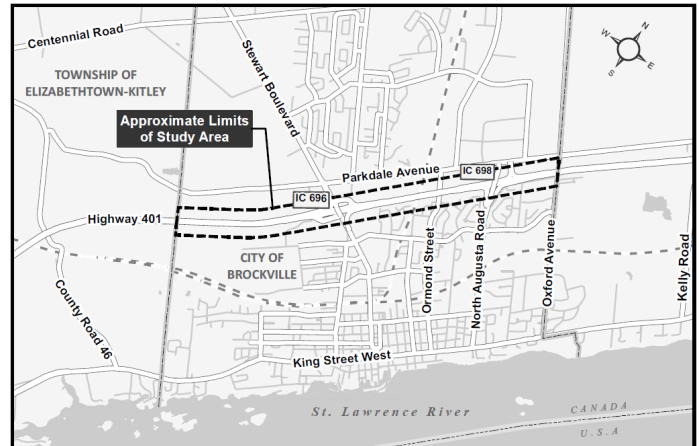 Centennial Road
TOWNSHIP OF
ELIZABETHTOWN-KITLEY
Stewart Boulevard
N
W
E
S
Approximate Limits
of Study Area
Parkdale Avenue
IC 698
IC 696
Highway 401
CITY OF
BROCKVILLE
County Road 46
Ormond Street
North Augusta Road
Oxford Avenue
Kelly Road
King Street West
St. Lawrence River
CANADA
U.S.A